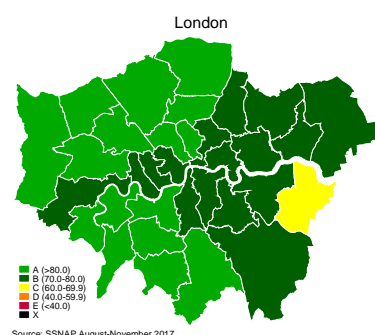 London
A (>80.0)
B (70.0-80.0)
C (60.0-69.9)
D (40.0-59.9)
E (<40.0)
X
Source: SSNAP August-November 2017